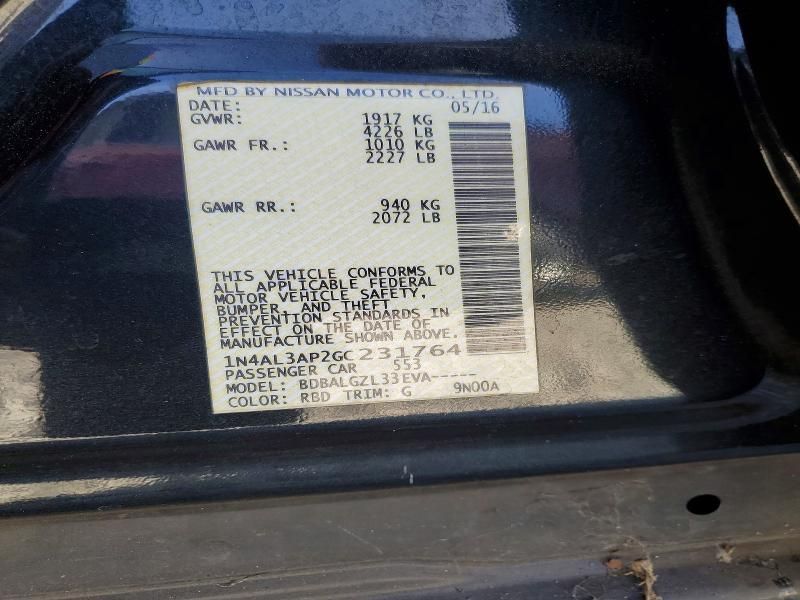 MFD BY NISSAN MOTOR CO., LTD.
DATE: 05/16
GVWR: 1917 KG
4226 LB
GAWR FR.: 1010 KG
2227 LB
GAWR RR.: 940 KG
2072 LB
THIS VEHICLE CONFORMS TO
ALL APPLICABLE FEDERAL
MOTOR VEHICLE SAFETY,
BUMPER, AND THEFT
PREVENTION STANDARDS IN
EFFECT ON THE DATE OF
MANUFACTURE SHOWN ABOVE.
1N4AL3AP2GC231764
PASSENGER CAR 553
MODEL: BDBALGZL33EVA-----
COLOR: RBD TRIM: G 9N00A